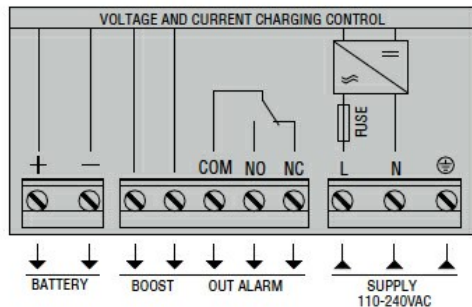 VOLTAGE AND CURRENT CHARGING CONTROL
FUSE
+ − COM NO NC L N
BATTERY BOOST OUT ALARM SUPPLY
110-240VAC